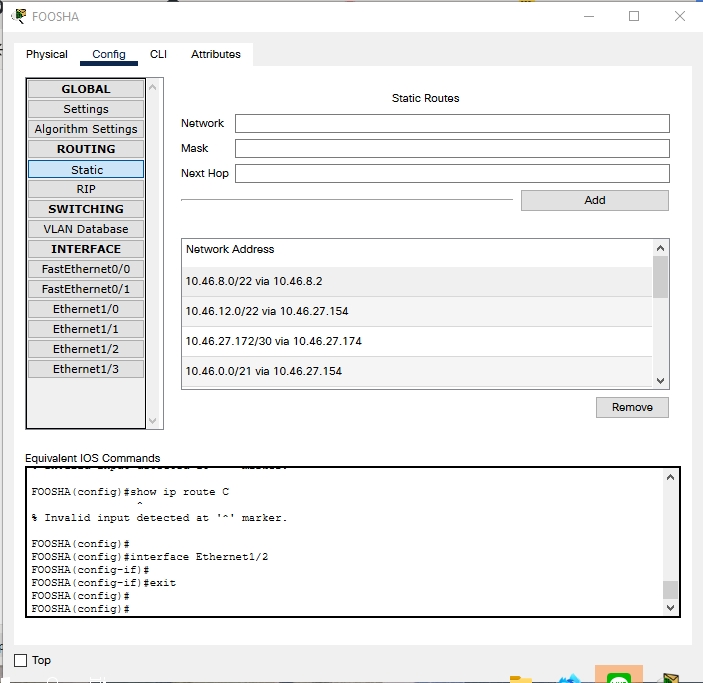 FOOSHA
Physical Config CLI Attributes
GLOBAL
Settings
Algorithm Settings
ROUTING
Static
RIP
SWITCHING
VLAN Database
INTERFACE
FastEthernet0/0
FastEthernet0/1
Ethernet1/0
Ethernet1/1
Ethernet1/2
Ethernet1/3
Static Routes
Network
Mask
Next Hop
Add
Network Address
10.46.8.0/22 via 10.46.8.2
10.46.12.0/22 via 10.46.27.154
10.46.27.172/30 via 10.46.27.174
10.46.0.0/21 via 10.46.27.154
Remove
Equivalent IOS Commands
FOOSHA(config)#show ip route C
^
% Invalid input detected at '^' marker.
FOOSHA(config)#
FOOSHA(config)#interface Ethernet1/2
FOOSHA(config-if)#
FOOSHA(config-if)#exit
FOOSHA(config)#
FOOSHA(config)#
Top